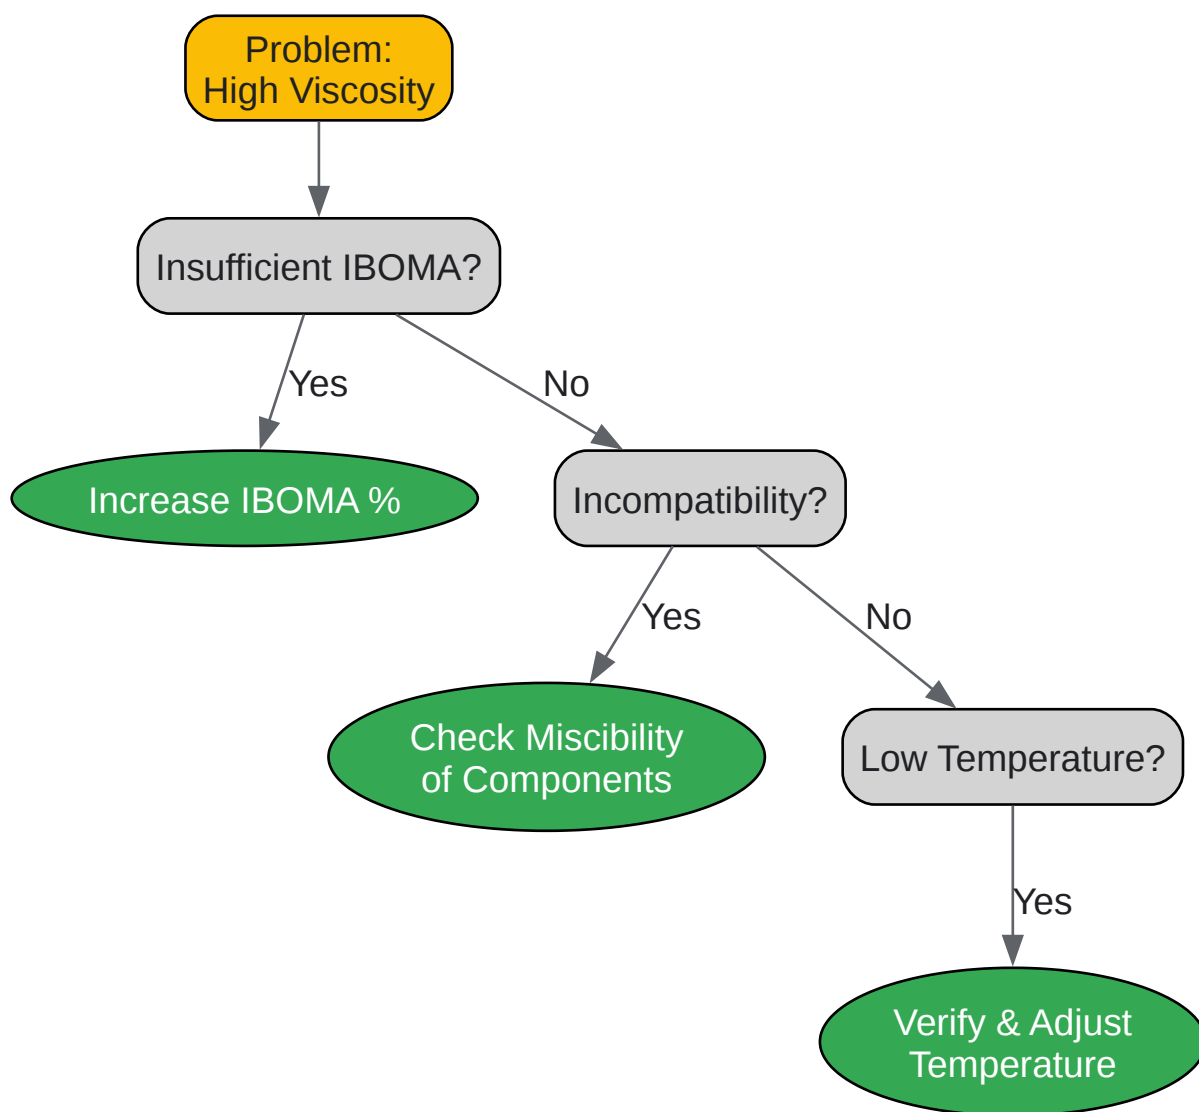 Problem:
High Viscosity
Insufficient IBOMA?
Yes
No
Increase IBOMA %
Incompatibility?
Yes
No
Check Miscibility
of Components
Low Temperature?
Yes
Verify & Adjust
Temperature